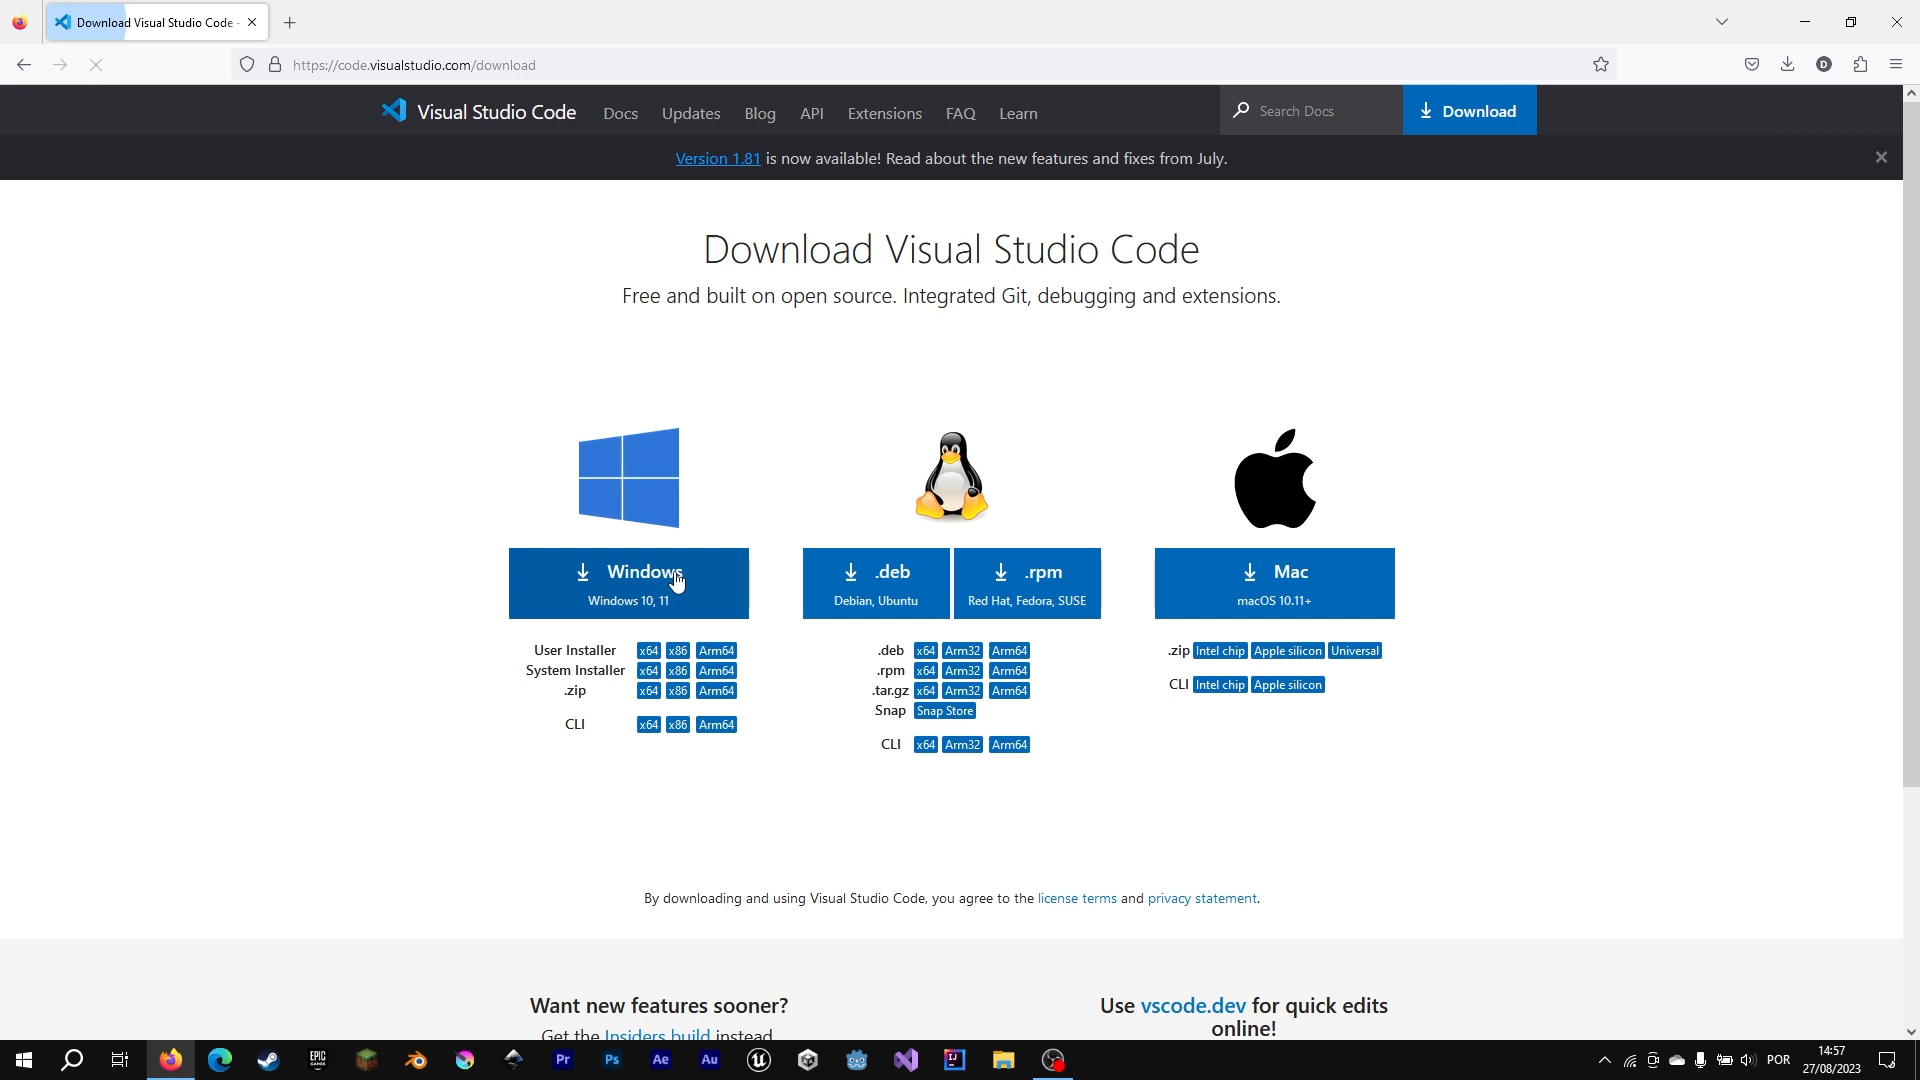 Download Visual Studio Code -
https://code.visualstudio.com/download
Visual Studio Code
Docs
Updates
Blog
API
Extensions
FAQ
Learn
Search Docs
Download
Version 1.81 is now available! Read about the new features and fixes from July.
Download Visual Studio Code
Free and built on open source. Integrated Git, debugging and extensions.
Windows
Windows 10, 11
User Installer x64 x86 Arm64
System Installer x64 x86 Arm64
.zip x64 x86 Arm64
CLI x64 x86 Arm64
.deb
Debian, Ubuntu
.rpm
Red Hat, Fedora, SUSE
.deb x64 Arm32 Arm64
.rpm x64 Arm32 Arm64
.tar.gz x64 Arm32 Arm64
Snap Snap Store
CLI x64 Arm32 Arm64
Mac
macOS 10.11+
.zip Intel chip Apple silicon Universal
CLI Intel chip Apple silicon
By downloading and using Visual Studio Code, you agree to the license terms and privacy statement.
Want new features sooner?
Get the Insiders build instead
Use vscode.dev for quick edits
online!
EPIC
GAMES
Pr
Ps
Ae
Au
IJ
POR
14:57
27/08/2023
D